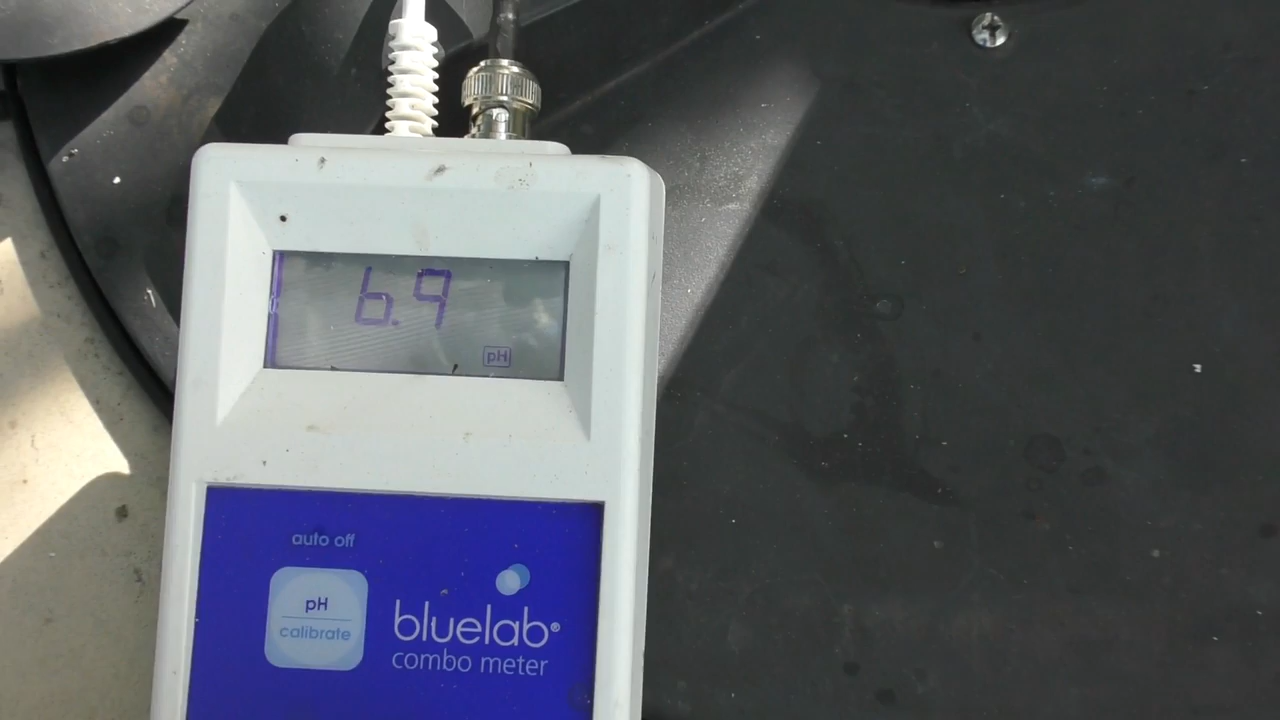 6.9
pH
auto off
pH
calibrate
bluelab®
combo meter